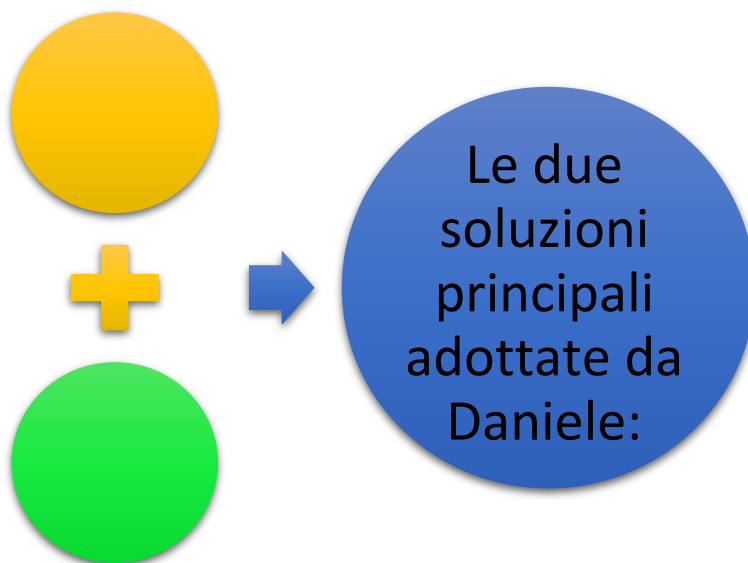 Le due
soluzioni
principali
adottate da
Daniele: